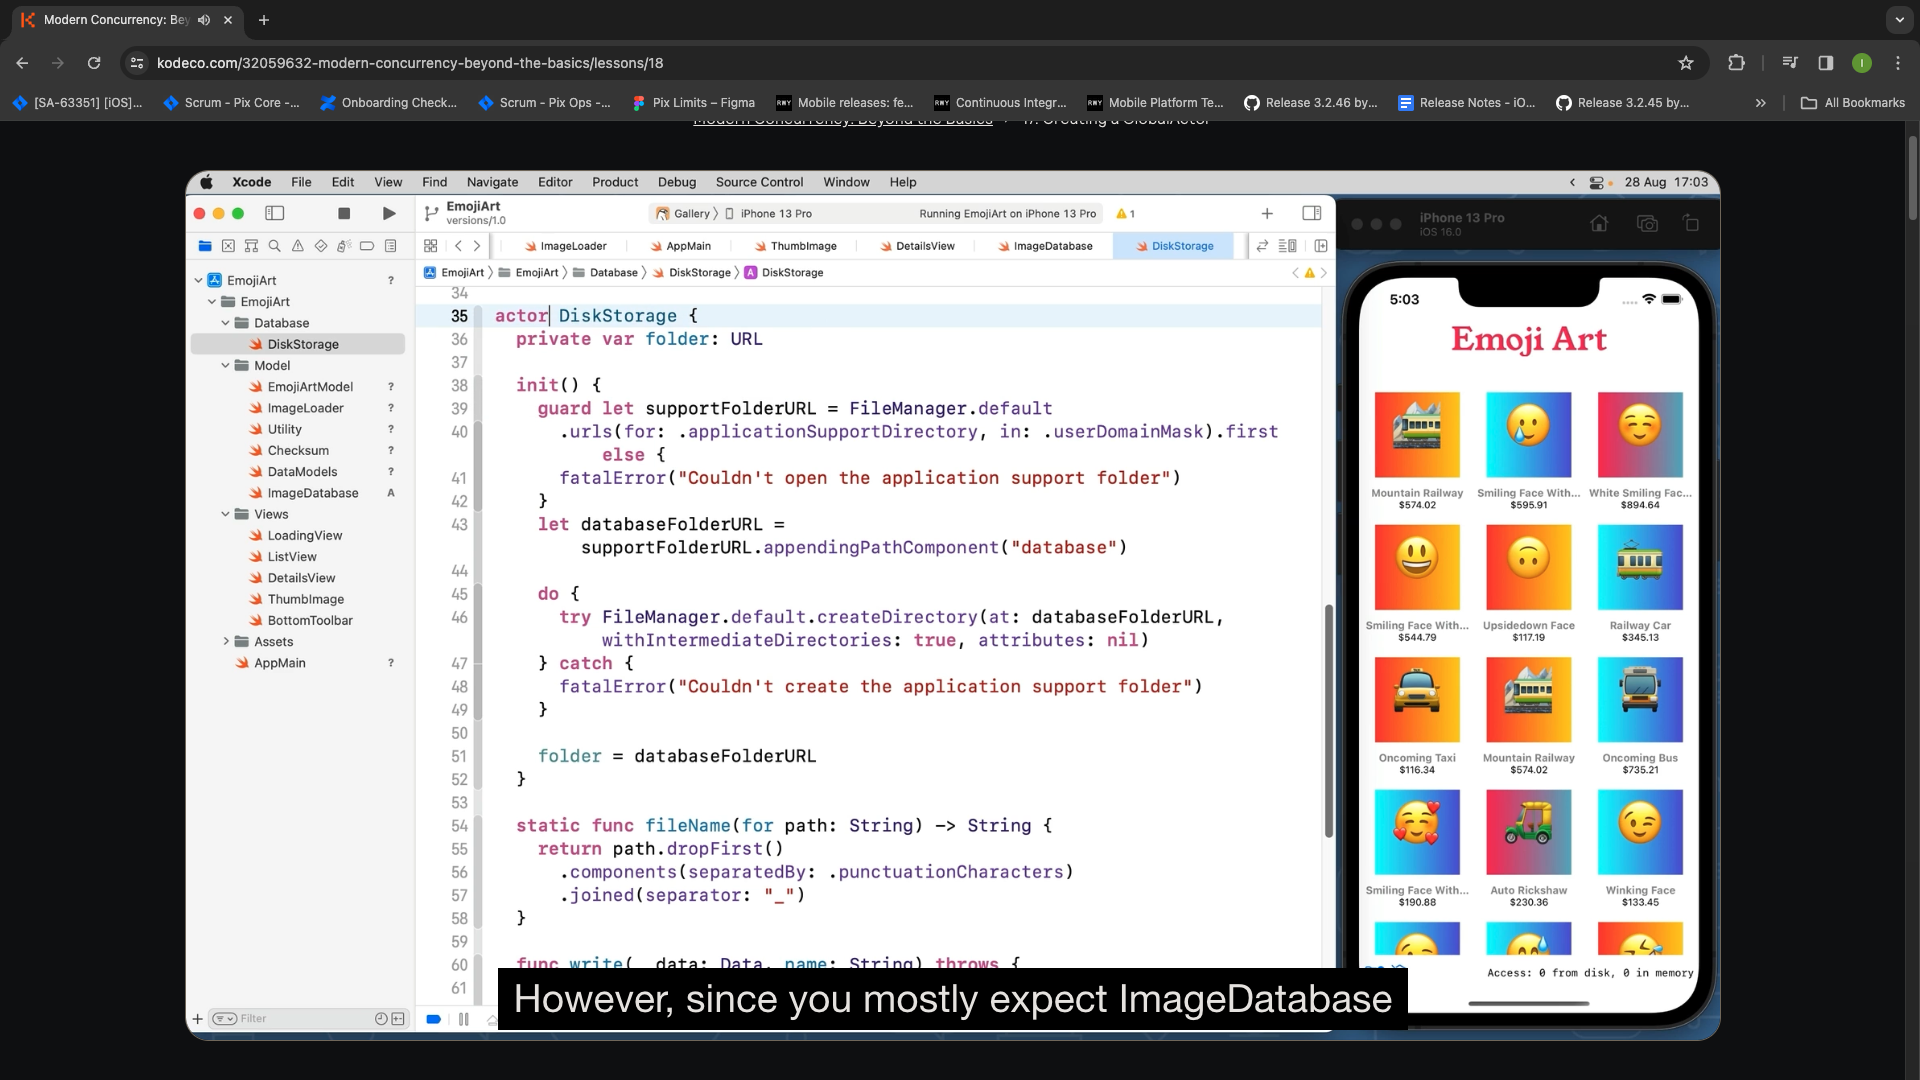 Modern Concurrency: Bey
kodeco.com/32059632-modern-concurrency-beyond-the-basics/lessons/18
[SA-63351] [iOS]...
Scrum - Pix Core -...
Onboarding Check...
Scrum - Pix Ops -...
Pix Limits – Figma
Mobile releases: fe...
Continuous Integr...
Mobile Platform Te...
Release 3.2.46 by...
Release Notes - iO...
Release 3.2.45 by...
All Bookmarks
Modern Concurrency: Beyond the Basics 17. Creating a GlobalActor
Xcode File Edit View Find Navigate Editor Product Debug Source Control Window Help
28 Aug 17:03
EmojiArt
versions/1.0
Gallery iPhone 13 Pro
Running EmojiArt on iPhone 13 Pro
1
ImageLoader
AppMain
ThumbImage
DetailsView
ImageDatabase
DiskStorage
EmojiArt EmojiArt Database DiskStorage A DiskStorage
EmojiArt ?
EmojiArt
Database
DiskStorage
Model
EmojiArtModel ?
ImageLoader ?
Utility ?
Checksum ?
DataModels ?
ImageDatabase A
Views
LoadingView
ListView
DetailsView
ThumbImage
BottomToolbar
Assets
AppMain ?
Filter
34
35 actor DiskStorage {
36 private var folder: URL
37
38 init() {
39 guard let supportFolderURL = FileManager.default
40 .urls(for: .applicationSupportDirectory, in: .userDomainMask).first
else {
41 fatalError("Couldn't open the application support folder")
42 }
43 let databaseFolderURL =
supportFolderURL.appendingPathComponent("database")
44
45 do {
46 try FileManager.default.createDirectory(at: databaseFolderURL,
withIntermediateDirectories: true, attributes: nil)
47 } catch {
48 fatalError("Couldn't create the application support folder")
49 }
50
51 folder = databaseFolderURL
52 }
53
54 static func fileName(for path: String) -> String {
55 return path.dropFirst()
56 .components(separatedBy: .punctuationCharacters)
57 .joined(separator: "_")
58 }
59
60 func write(_ data: Data, name: String) throws {
61
However, since you mostly expect ImageDatabase
iPhone 13 Pro
iOS 16.0
5:03
Emoji Art
Mountain Railway
$574.02
Smiling Face With...
$595.91
White Smiling Fac...
$894.64
Smiling Face With...
$544.79
Upsidedown Face
$117.19
Railway Car
$345.13
Oncoming Taxi
$116.34
Mountain Railway
$574.02
Oncoming Bus
$735.21
Smiling Face With...
$190.88
Auto Rickshaw
$230.36
Winking Face
$133.45
Access: 0 from disk, 0 in memory